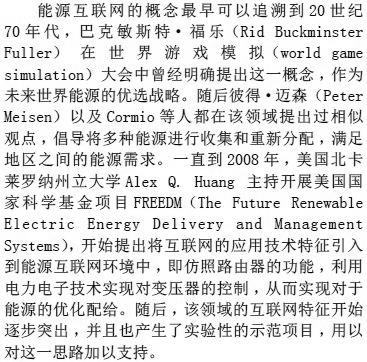 能源互联网的概念最早可以追溯到20世纪
70年代，巴克敏斯特·福乐（Rid Buckminster
Fuller）在世界游戏模拟（world game
simulation）大会中曾经明确提出这一概念，作为
未来世界能源的优选战略。随后彼得·迈森（Peter
Meisen）以及Cormio等人都在该领域提出过相似
观点，倡导将多种能源进行收集和重新分配，满足
地区之间的能源需求。一直到2008年，美国北卡
莱罗纳州立大学Alex Q. Huang 主持开展美国国
家科学基金项目FREEDM（The Future Renewable
Electric Energy Delivery and Management
Systems），开始提出将互联网的应用技术特征引入
到能源互联网环境中，即仿照路由器的功能，利用
电力电子技术实现对变压器的控制，从而实现对于
能源的优化配给。随后，该领域的互联网特征开始
逐步突出，并且也产生了实验性的示范项目，用以
对这一思路加以支持。